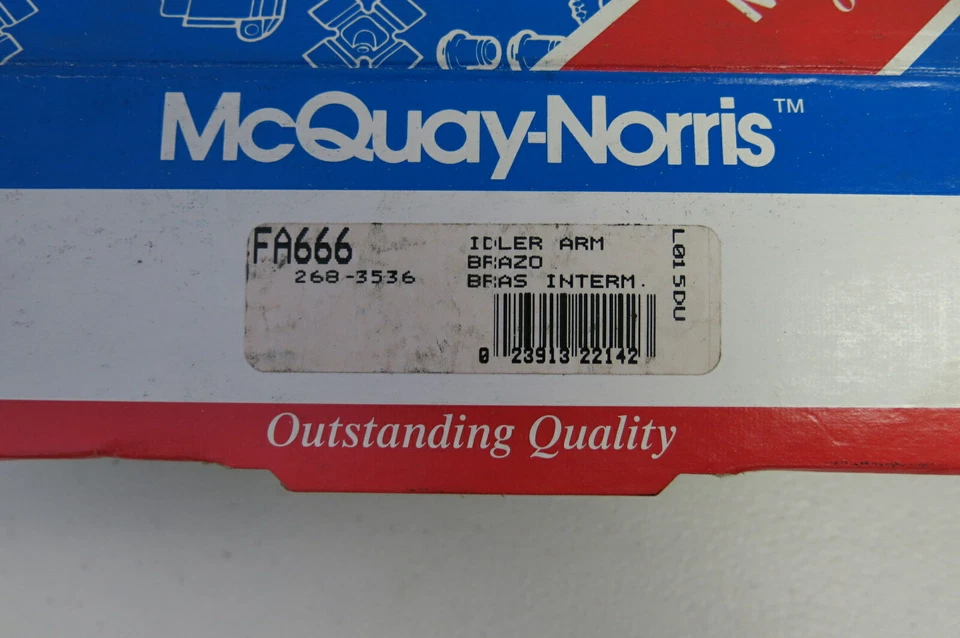 McQuay-Norris™
FA666
268-3536
IDLER ARM
BRAZO
BRAS INTERM.
L015DU
0 23913 22142
Outstanding Quality